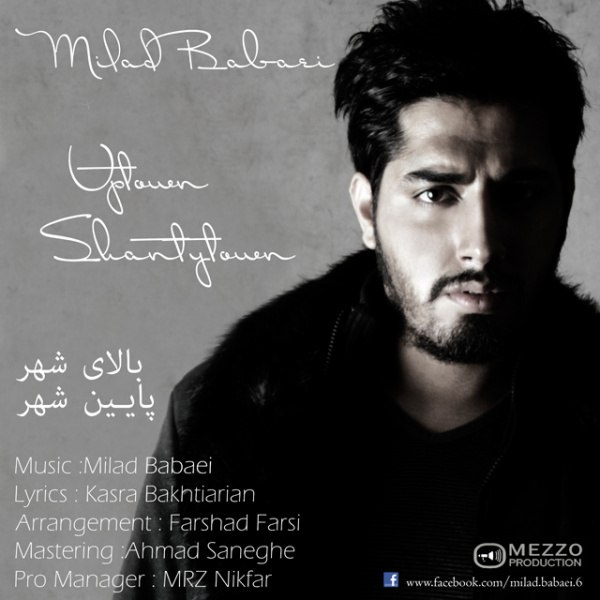 Milad Babaei
Uptown
Shantytown
بالای شهر
پایین شهر
Music :Milad Babaei
Lyrics : Kasra Bakhtiarian
Arrangement : Farshad Farsi
Mastering :Ahmad Saneghe
Pro Manager : MRZ Nikfar
MEZZO
PRODUCTION
f www.facebook.com/milad.babaei.6